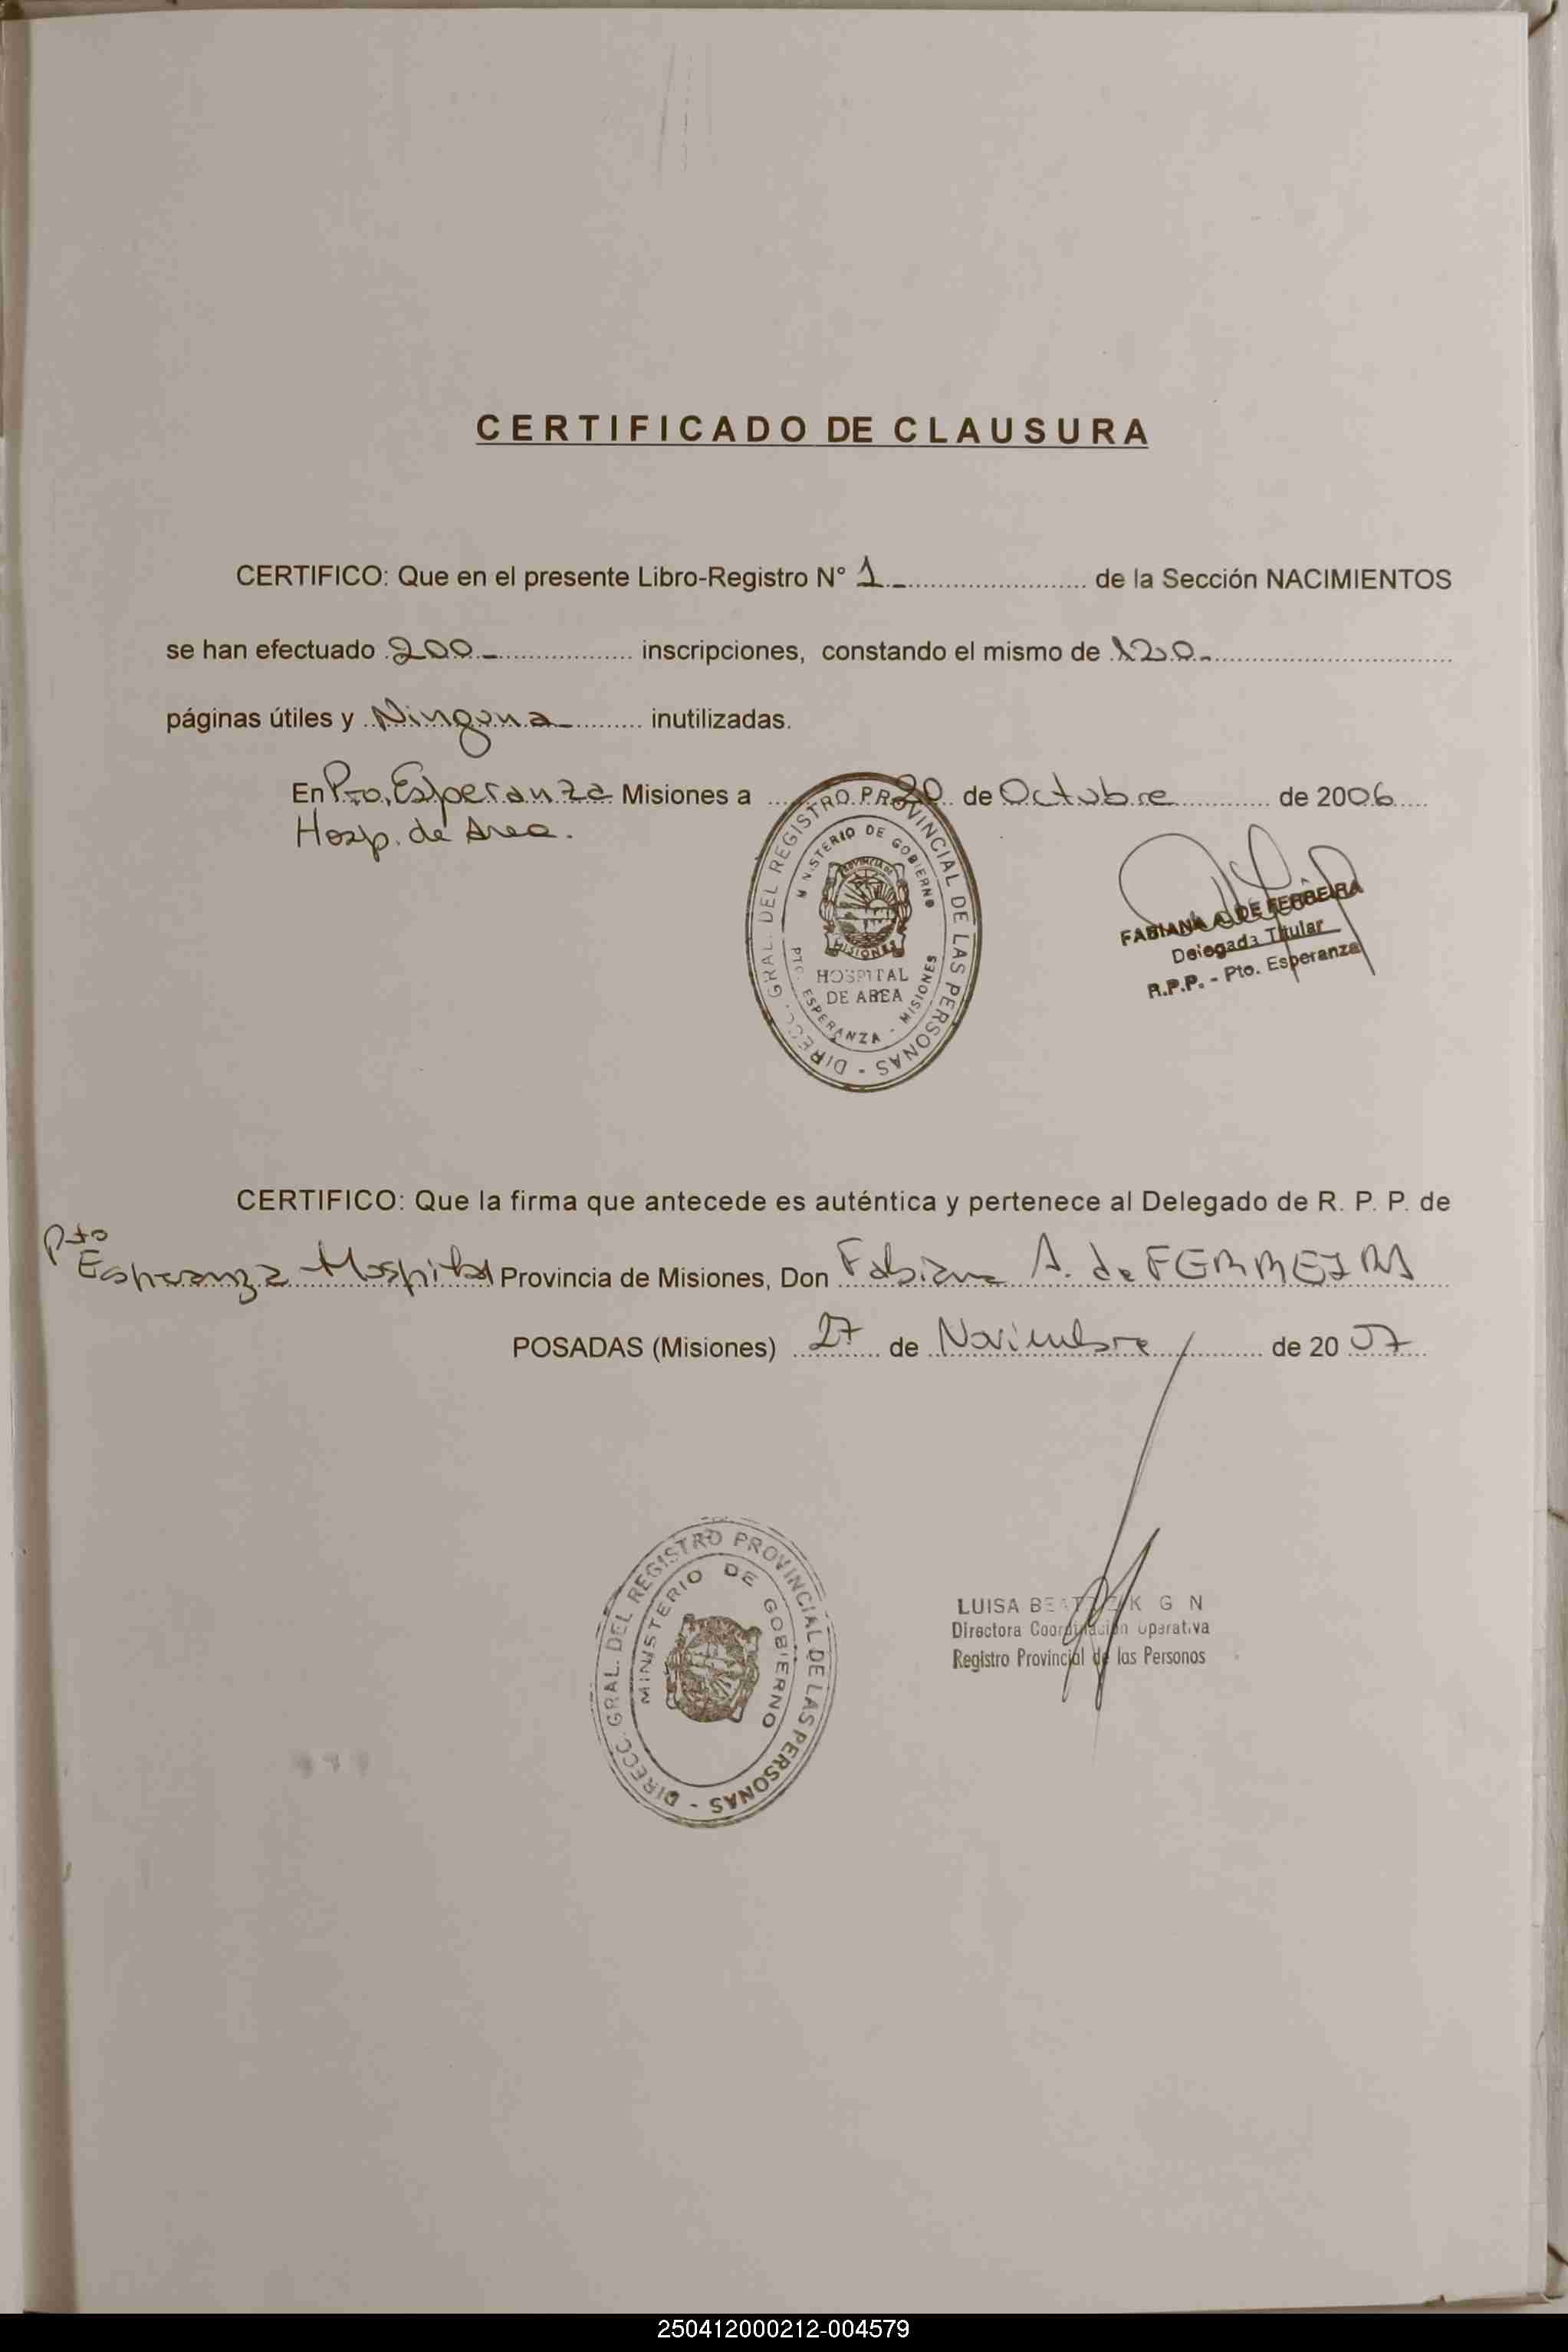 CERTIFICADO DE CLAUSURA
CERTIFICO: Que en el presente Libro-Registro N° 1.- de la Sección NACIMIENTOS
se han efectuado 200.- inscripciones, constando el mismo de 120.-
páginas útiles y Ninguna inutilizadas.
En Pto. Esperanza Misiones a 20 de Octubre de 2006
Hosp. de Area.
DIRECC. GRAL. DEL REGISTRO PROVINCIAL DE LAS PERSONAS -
MINISTERIO DE GOBIERNO
PROVINCIA DE
MISIONES
HOSPITAL
DE AREA
PTO. ESPERANZA - MISIONES
FABIANA A. DE FERREIRA
Delegada Titular
R.P.P. - Pto. Esperanza
CERTIFICO: Que la firma que antecede es auténtica y pertenece al Delegado de R. P. P. de
Pto
Esperanza Hospital Provincia de Misiones, Don Fabiana A. de FERREIRA
POSADAS (Misiones) 27 de Noviembre de 2007
DIRECC. GRAL. DEL REGISTRO PROVINCIAL DE LAS PERSONAS -
MINISTERIO DE GOBIERNO
LUISA
Directora Coordinación Operativa
Registro Provincial de las Personas
250412000212-004579